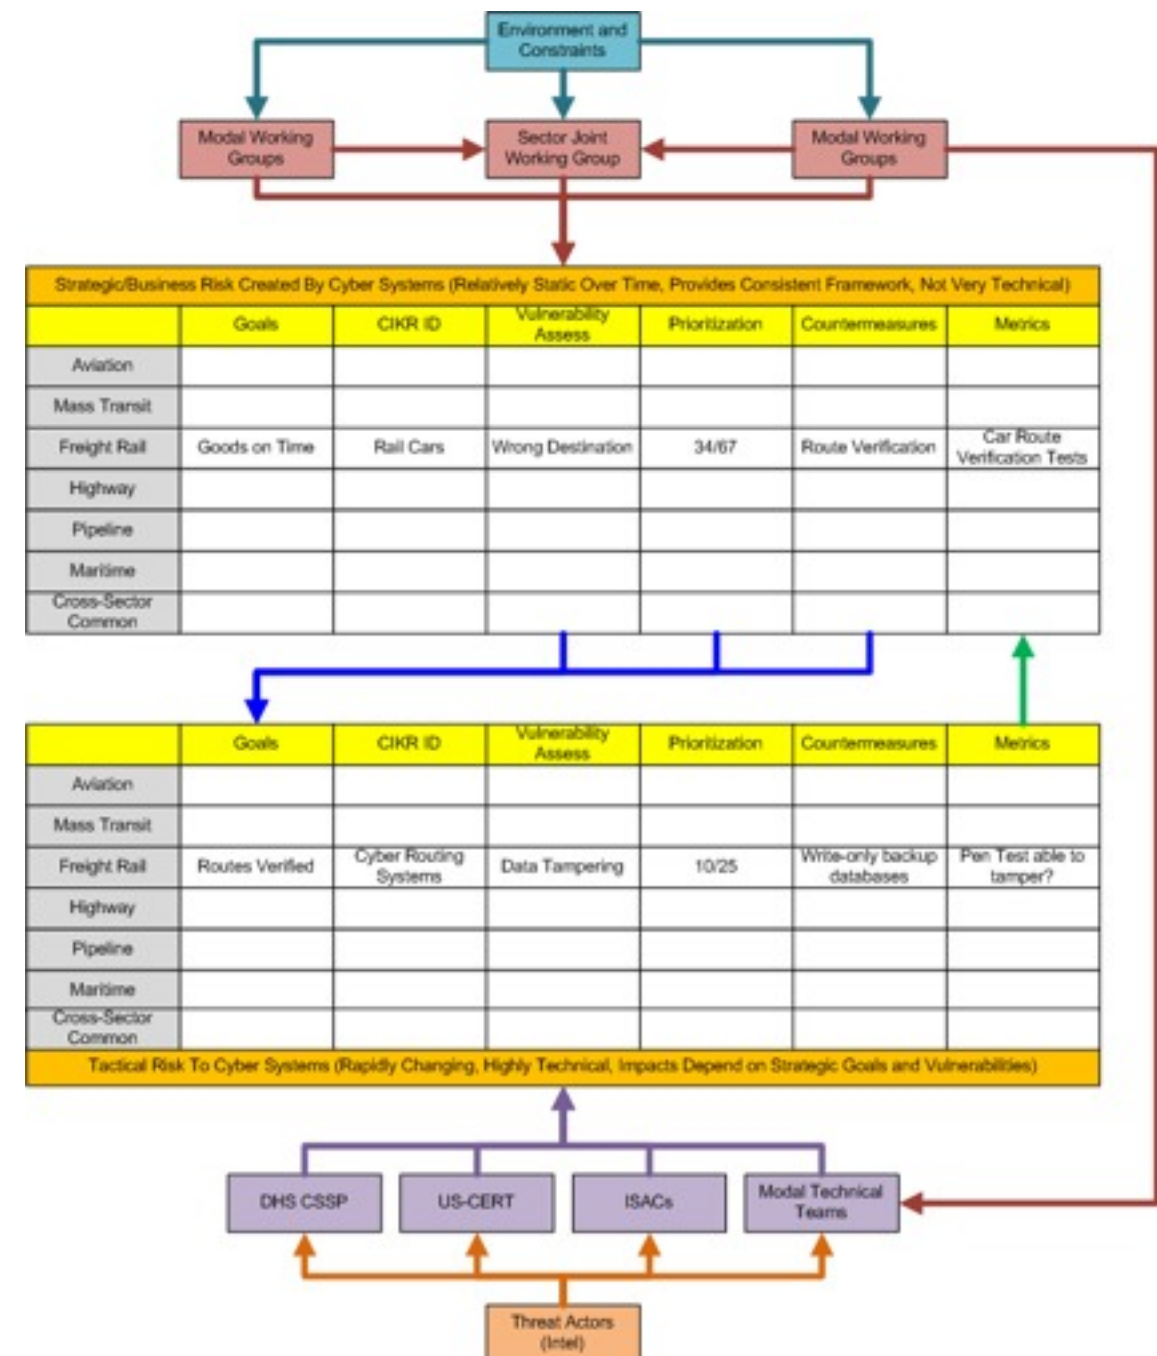 Environment and
Constraints
Modal Working
Groups
Sector Joint
Working Group
Modal Working
Groups
Strategic/Business Risk Created By Cyber Systems (Relatively Static Over Time, Provides Consistent Framework, Not Very Technical)
Goals
CIKR ID
Vulnerability
Assess
Prioritization
Countermeasures
Metrics
Aviation
Mass Transit
Freight Rail
Goods on Time
Rail Cars
Wrong Destination
34/67
Route Verification
Car Route
Verification Tests
Highway
Pipeline
Maritime
Cross-Sector
Common
Goals
CIKR ID
Vulnerability
Assess
Prioritization
Countermeasures
Metrics
Aviation
Mass Transit
Freight Rail
Routes Verified
Cyber Routing
Systems
Data Tampering
10/25
Write-only backup
databases
Pen Test able to
tamper?
Highway
Pipeline
Maritime
Cross-Sector
Common
Tactical Risk To Cyber Systems (Rapidly Changing, Highly Technical, Impacts Depend on Strategic Goals and Vulnerabilities)
DHS CSSP
US-CERT
ISACs
Modal Technical
Teams
Threat Actors
(Intel)